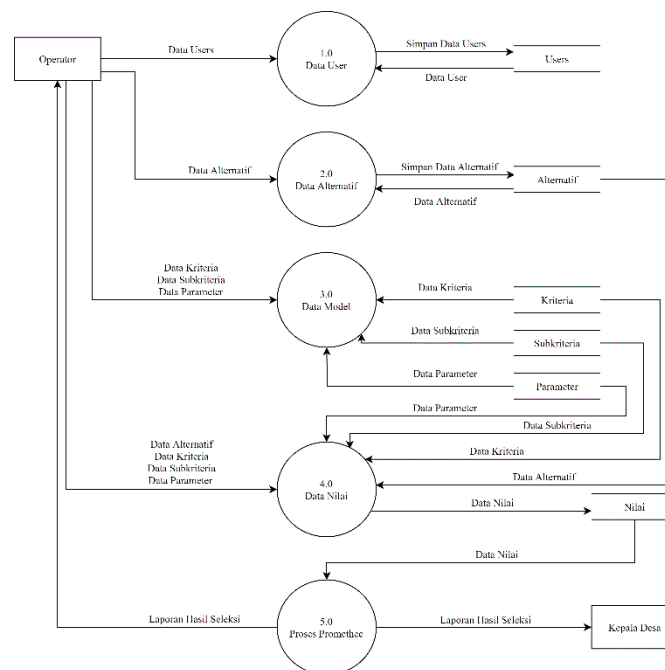 Operator
Data Users
1.0
Data User
Simpan Data Users
Data User
Users
Data Alternatif
2.0
Data Alternatif
Simpan Data Alternatif
Data Alternatif
Alternatif
Data Kriteria
Data Subkriteria
Data Parameter
3.0
Data Model
Data Kriteria
Kriteria
Data Subkriteria
Subkriteria
Data Parameter
Parameter
Data Parameter
Data Subkriteria
Data Kriteria
Data Alternatif
Data Kriteria
Data Subkriteria
Data Parameter
4.0
Data Nilai
Data Alternatif
Data Nilai
Nilai
Data Nilai
Laporan Hasil Seleksi
5.0
Proses Promethee
Laporan Hasil Seleksi
Kepala Desa